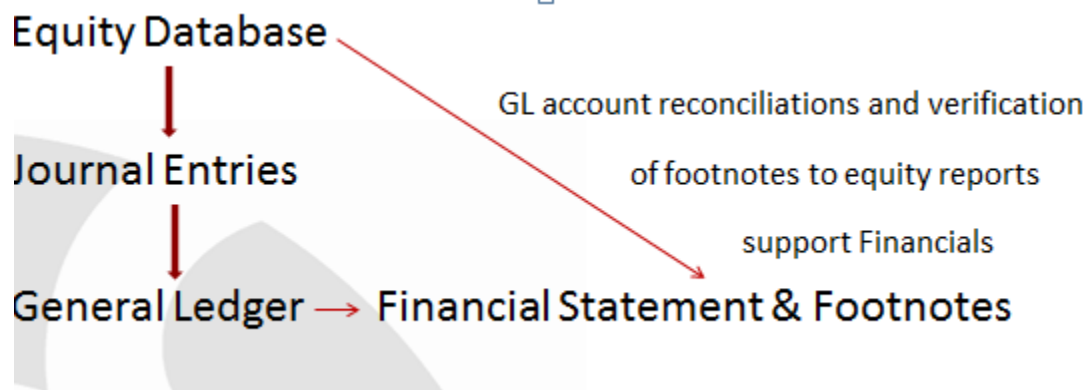 Equity Database
GL account reconciliations and verification
Journal Entries
of footnotes to equity reports
support Financials
General Ledger → Financial Statement & Footnotes